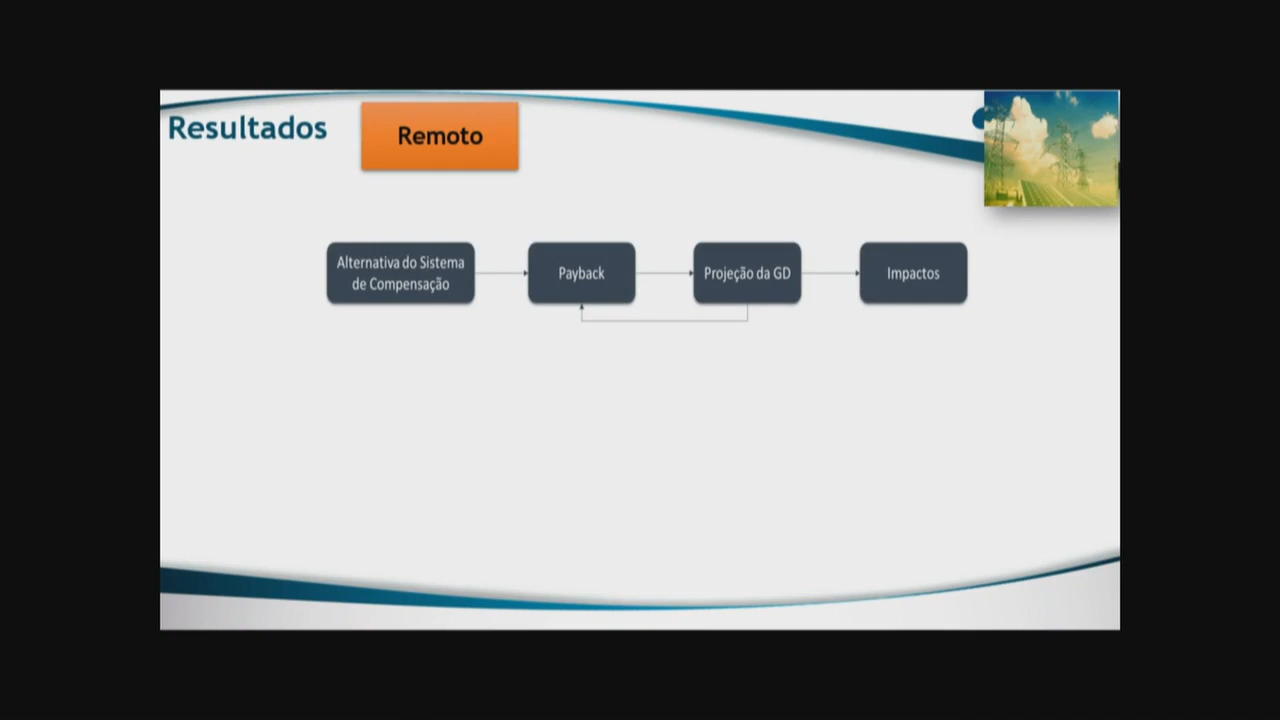 Resultados
Remoto
Alternativa do Sistema
de Compensação
Payback
Projeção da GD
Impactos